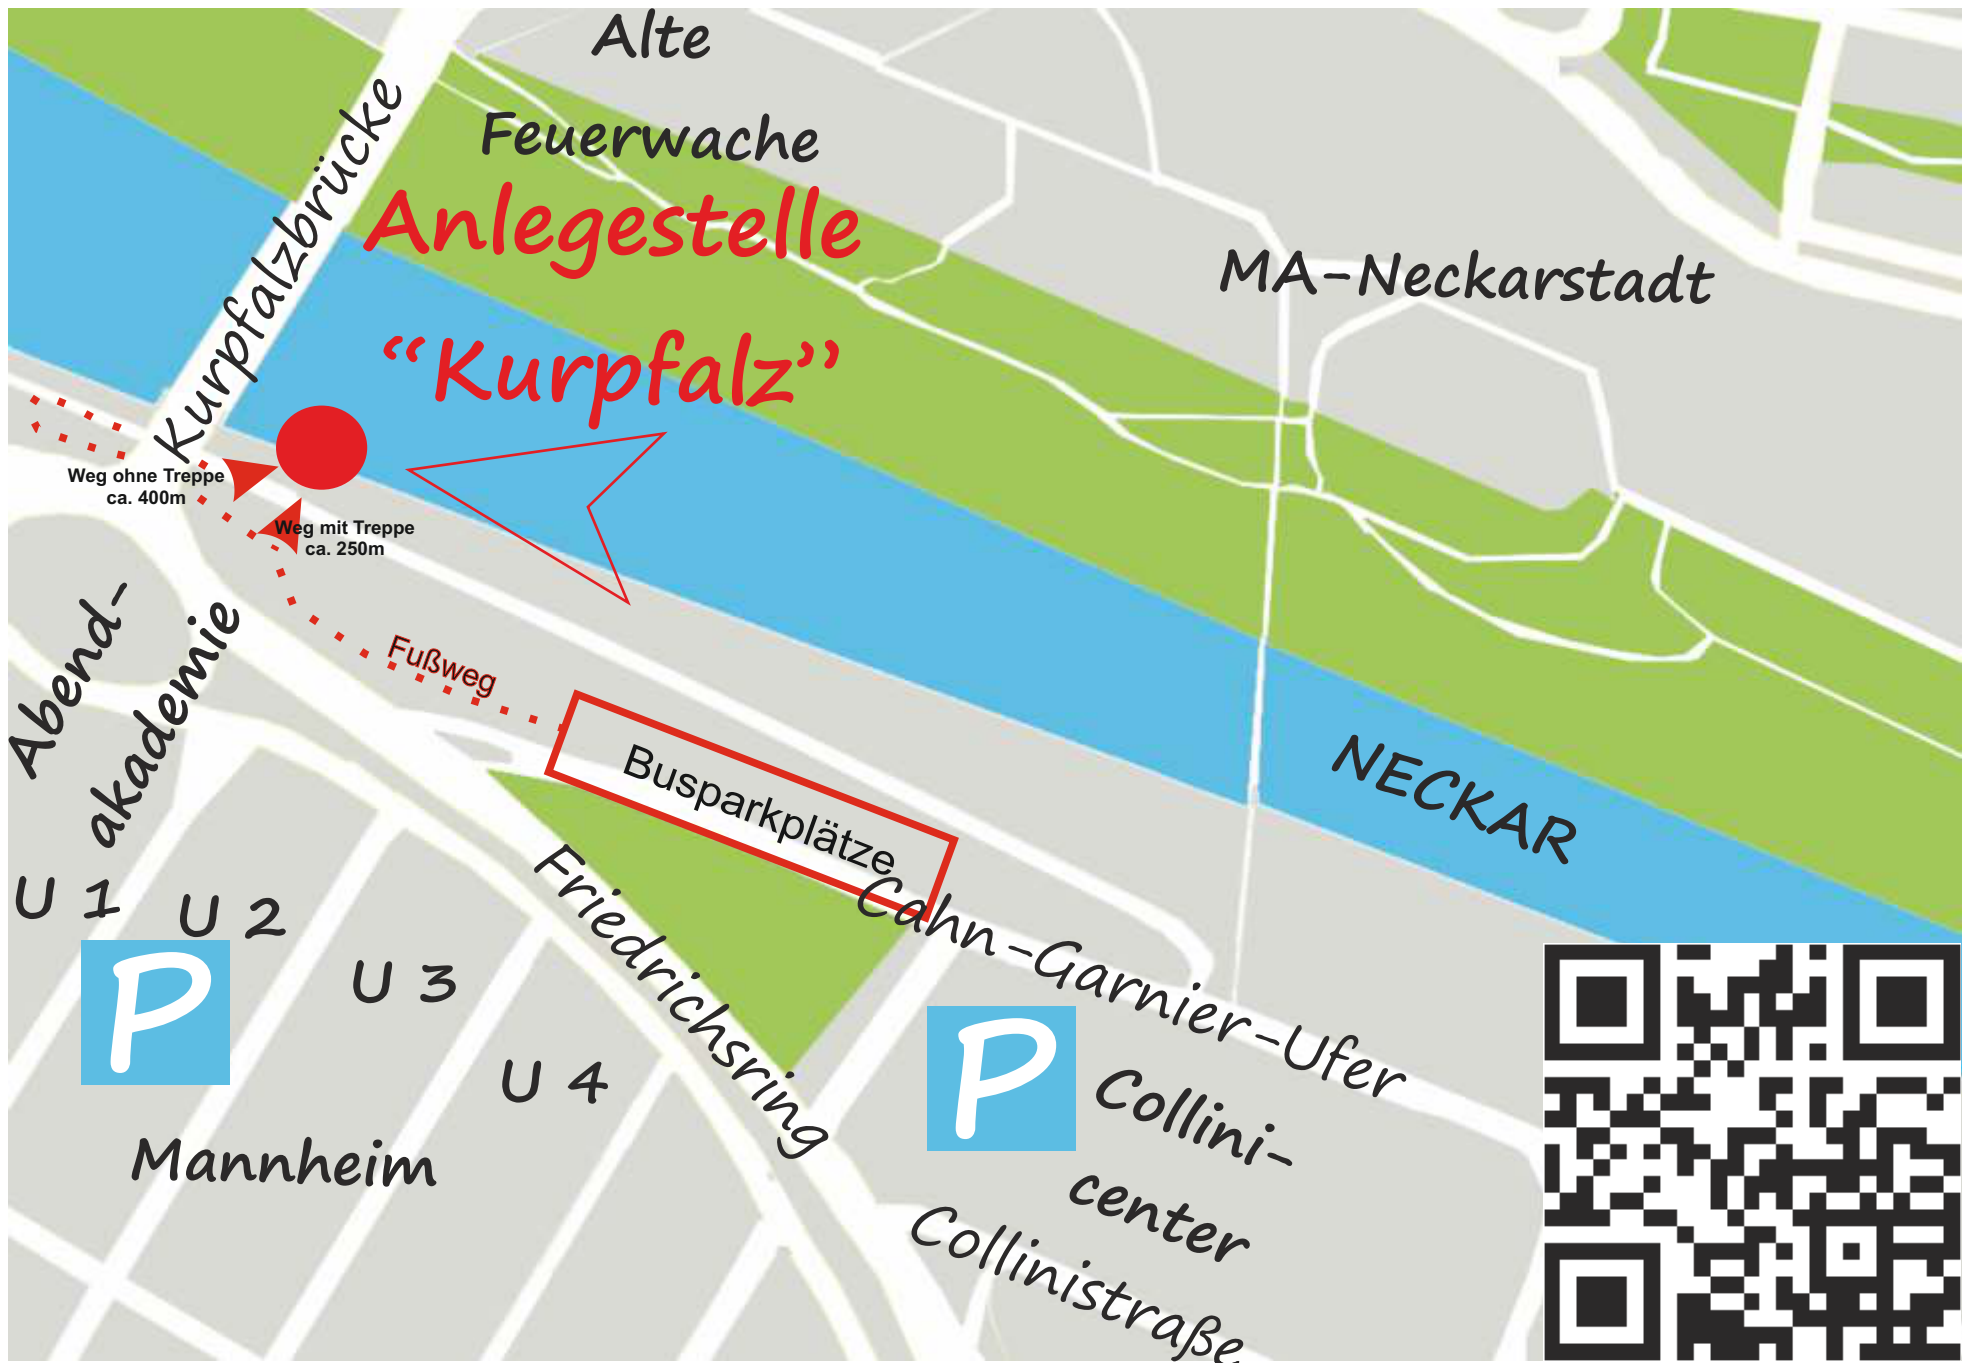 Alte
Feuerwache
Kurpfalzbrücke
Anlegestelle
“Kurpfalz”
MA-Neckarstadt
Weg ohne Treppe
ca. 400m
Weg mit Treppe
ca. 250m
Abend-
akademie
Fußweg
Busparkplätze
NECKAR
Friedrichsring
Cahn-Garnier-Ufer
U 1
U 2
U 3
U 4
P
P
Collini-
center
Mannheim
Collinistraße